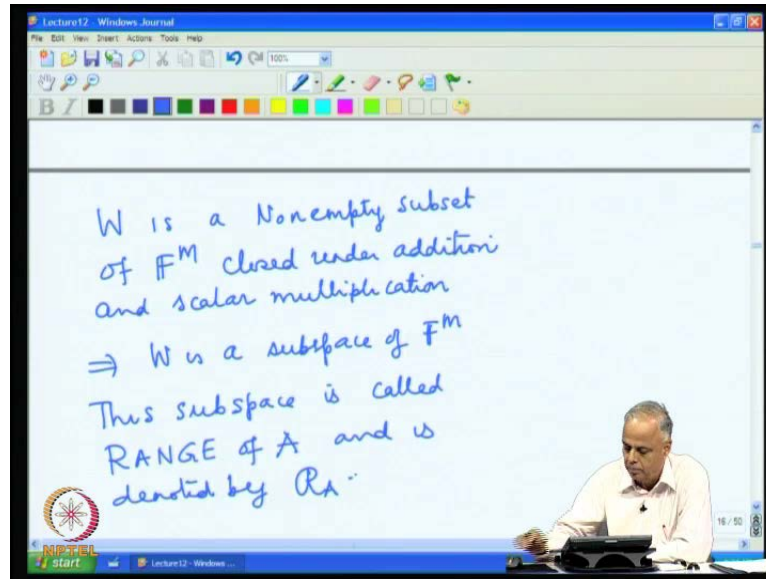 Lecture12 - Windows Journal
File Edit View Insert Actions Tools Help
100%
B I
W is a Nonempty subset
of 𝔽^M closed under addition
and scalar multiplication
⇒ W is a subspace of 𝔽^M
This subspace is called
RANGE of A and is
denoted by R_A.
16 / 50
NPTEL
start Lecture12 - Windows ...